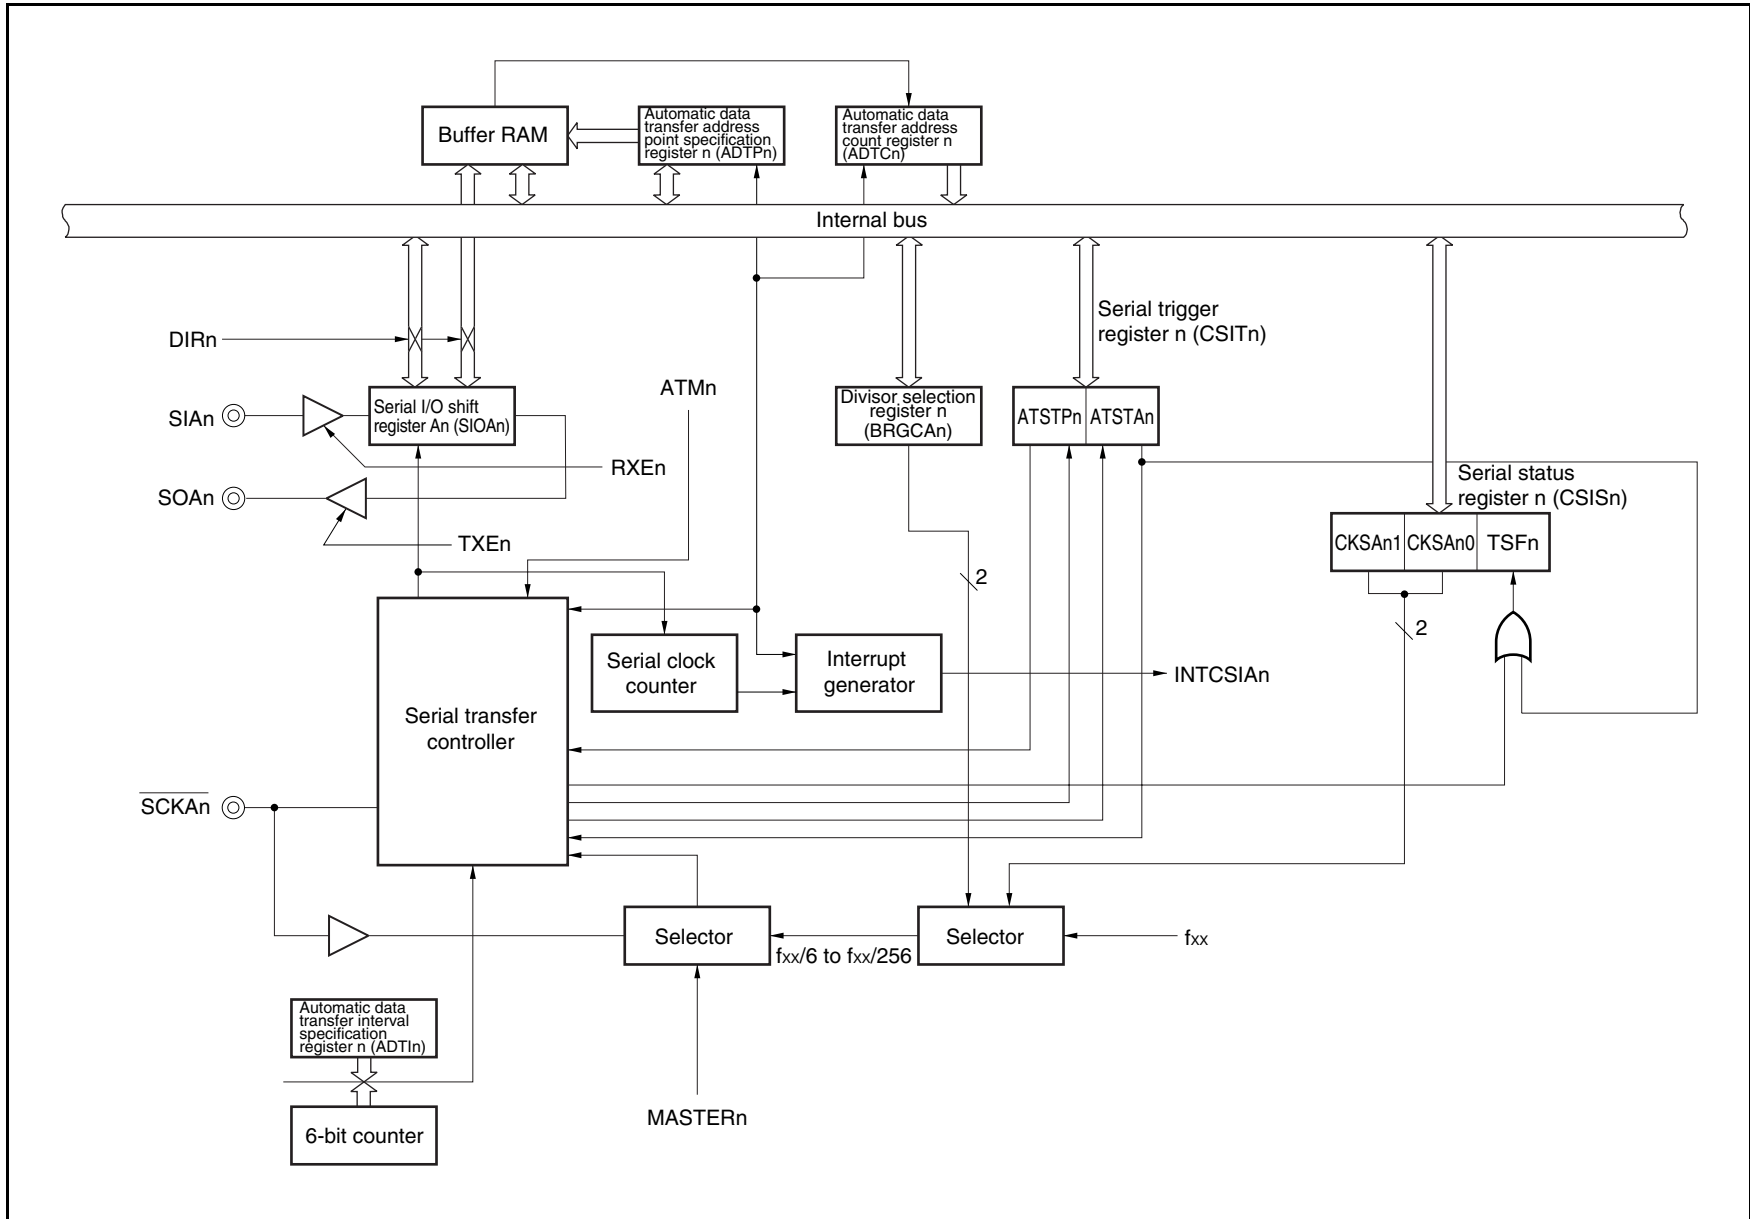 Buffer RAM
Automatic data
transfer address
point specification
register n (ADTPn)
Automatic data
transfer address
count register n
(ADTCn)
Internal bus
DIRn
Serial trigger
register n (CSITn)
ATMn
SIAn
Serial I/O shift
register An (SIOAn)
Divisor selection
register n
(BRGCAn)
ATSTPn
ATSTAn
RXEn
Serial status
register n (CSISn)
SOAn
TXEn
CKSAn1
CKSAn0
TSFn
2
2
Serial clock
counter
Interrupt
generator
INTCSIAn
Serial transfer
controller
SCKAn
Selector
fxx/6 to fxx/256
Selector
fxx
Automatic data
transfer interval
specification
register n (ADTIn)
MASTERn
6-bit counter